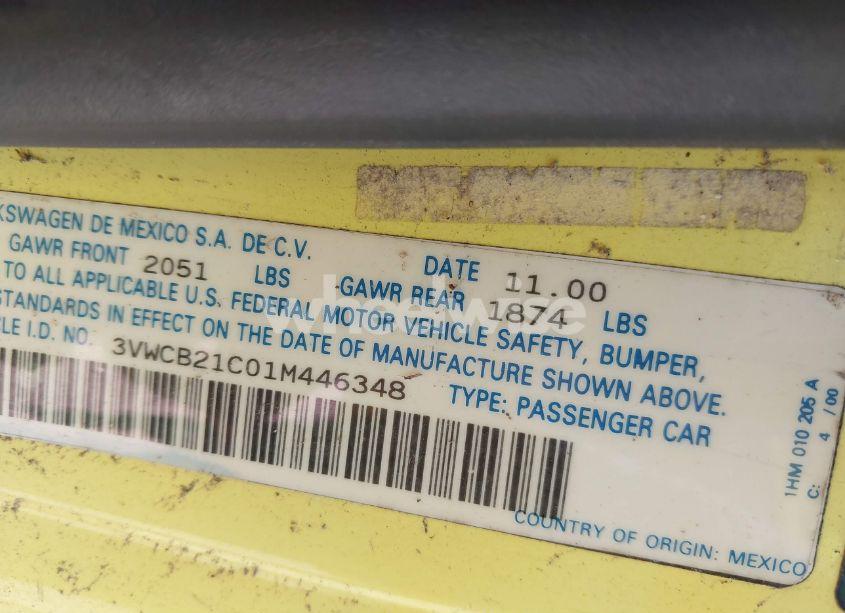 KSWAGEN DE MEXICO S.A. DE C.V. DATE 11.00
GAWR FRONT 2051 LBS GAWR REAR 1874 LBS
TO ALL APPLICABLE U.S. FEDERAL MOTOR VEHICLE SAFETY, BUMPER,
STANDARDS IN EFFECT ON THE DATE OF MANUFACTURE SHOWN ABOVE.
LE I.D. NO. 3VWCB21C01M446348 TYPE: PASSENGER CAR
COUNTRY OF ORIGIN: MEXICO
1HM 010 205 A
C: 4 /00
wheelwise